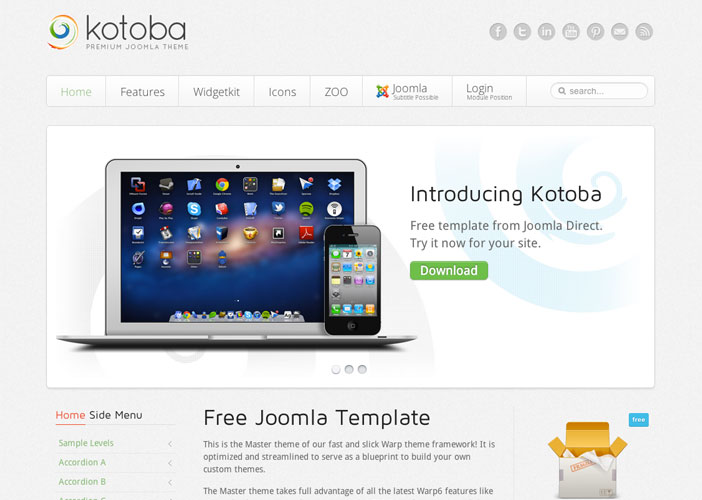 kotoba
PREMIUM JOOMLA THEME
Home
Features
Widgetkit
Icons
ZOO
Joomla
Subtitle Possible
Login
Module Position
search...
Introducing Kotoba
Free template from Joomla Direct.
Try it now for your site.
Download
Home Side Menu
Sample Levels
Accordion A
Accordion B
Free Joomla Template
This is the Master theme of our fast and slick Warp theme framework! It is
optimized and streamlined to serve as a blueprint to build your own
custom themes.
The Master theme takes full advantage of all the latest Warp6 features like
free